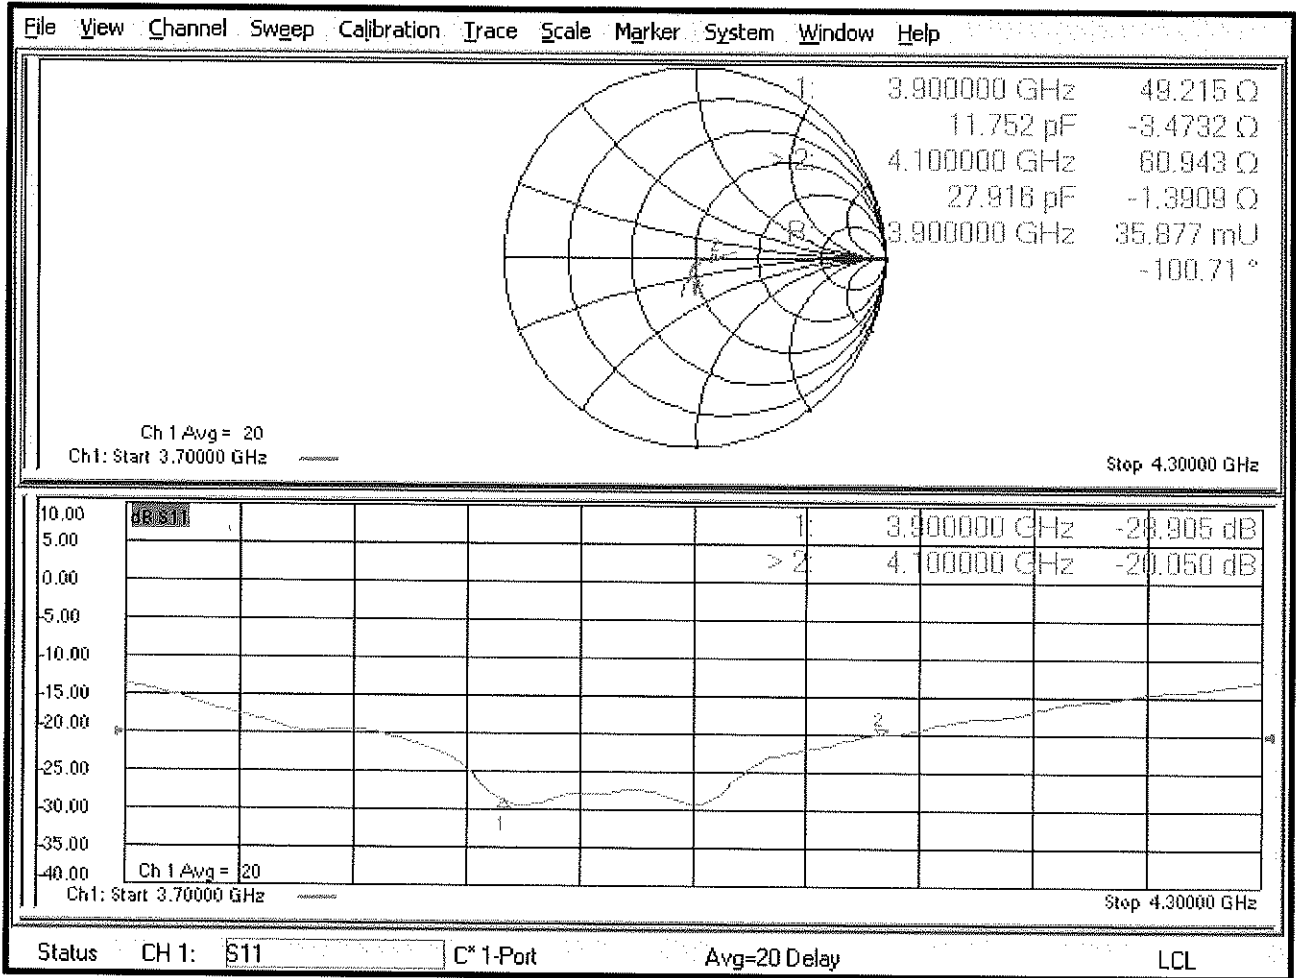 File View Channel Sweep Calibration Trace Scale Marker System Window Help
1: 3.900000 GHz 49.215 Ω
11.752 pF -3.4732 Ω
> 2: 4.100000 GHz 60.943 Ω
27.916 pF -1.3909 Ω
R 3.900000 GHz 35.877 mU
-100.71 °
2
Ch 1 Avg = 20
Ch1: Start 3.70000 GHz
Stop 4.30000 GHz
10.00
dB S11
1: 3.900000 GHz -28.905 dB
5.00
> 2: 4.100000 GHz -20.050 dB
0.00
-5.00
-10.00
-15.00
-20.00
2
-25.00
-30.00
1
-35.00
-40.00
Ch 1 Avg = 20
Ch1: Start 3.70000 GHz
Stop 4.30000 GHz
Status CH 1: S11 C* 1-Port Avg=20 Delay LCL